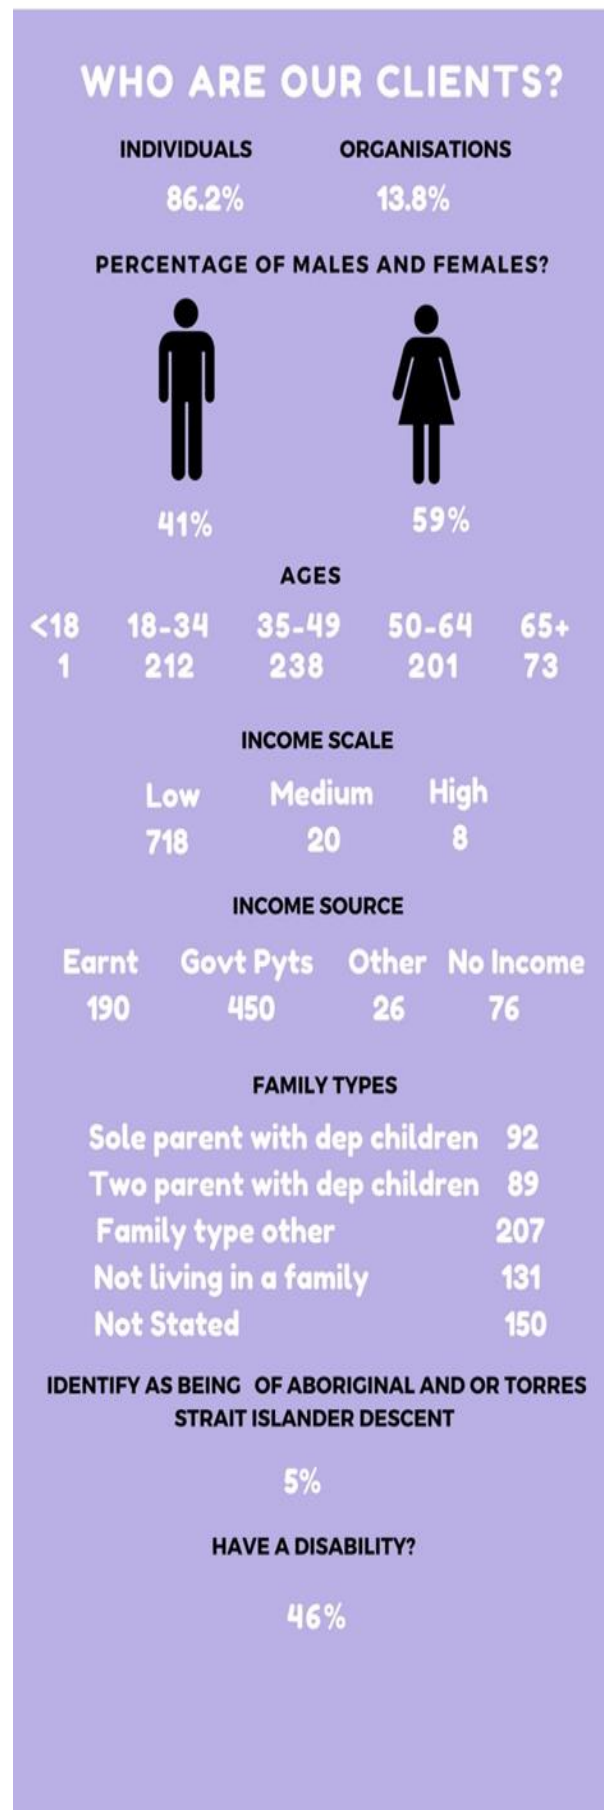 WHO ARE OUR CLIENTS?
INDIVIDUALS ORGANISATIONS
86.2% 13.8%
PERCENTAGE OF MALES AND FEMALES?
41% 59%
AGES
<18 18-34 35-49 50-64 65+
1 212 238 201 73
INCOME SCALE
Low Medium High
718 20 8
INCOME SOURCE
Earnt Govt Pyts Other No Income
190 450 26 76
FAMILY TYPES
Sole parent with dep children 92
Two parent with dep children 89
Family type other 207
Not living in a family 131
Not Stated 150
IDENTIFY AS BEING OF ABORIGINAL AND OR TORRES
STRAIT ISLANDER DESCENT
5%
HAVE A DISABILITY?
46%